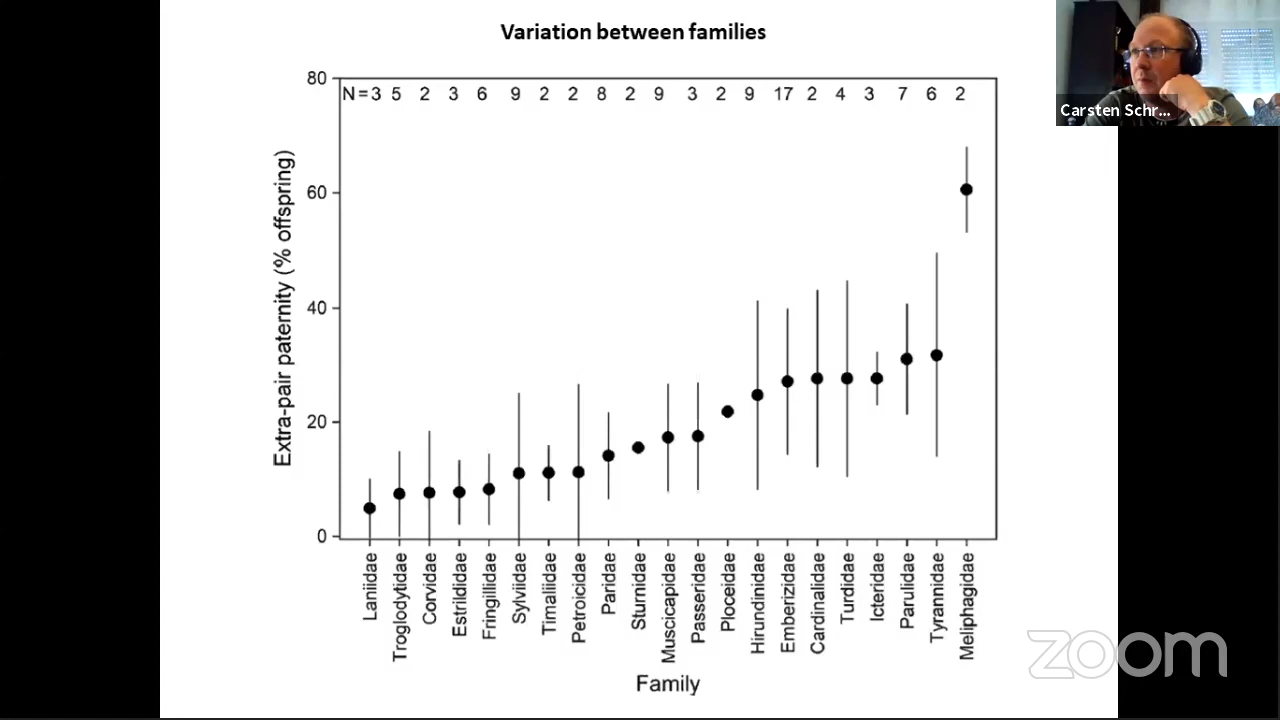 Variation between families
Carsten Schr...
80
N=3 5 2 3 6 9 2 2 8 2 9 3 2 9 17 2 4 3 7 6 2
60
40
20
0
Extra-pair paternity (% offspring)
Laniidae
Troglodytidae
Corvidae
Estrildidae
Fringillidae
Sylviidae
Timaliidae
Petroicidae
Paridae
Sturnidae
Muscicapidae
Passeridae
Ploceidae
Hirundinidae
Emberizidae
Cardinalidae
Turdidae
Icteridae
Parulidae
Tyrannidae
Meliphagidae
Family
zoom